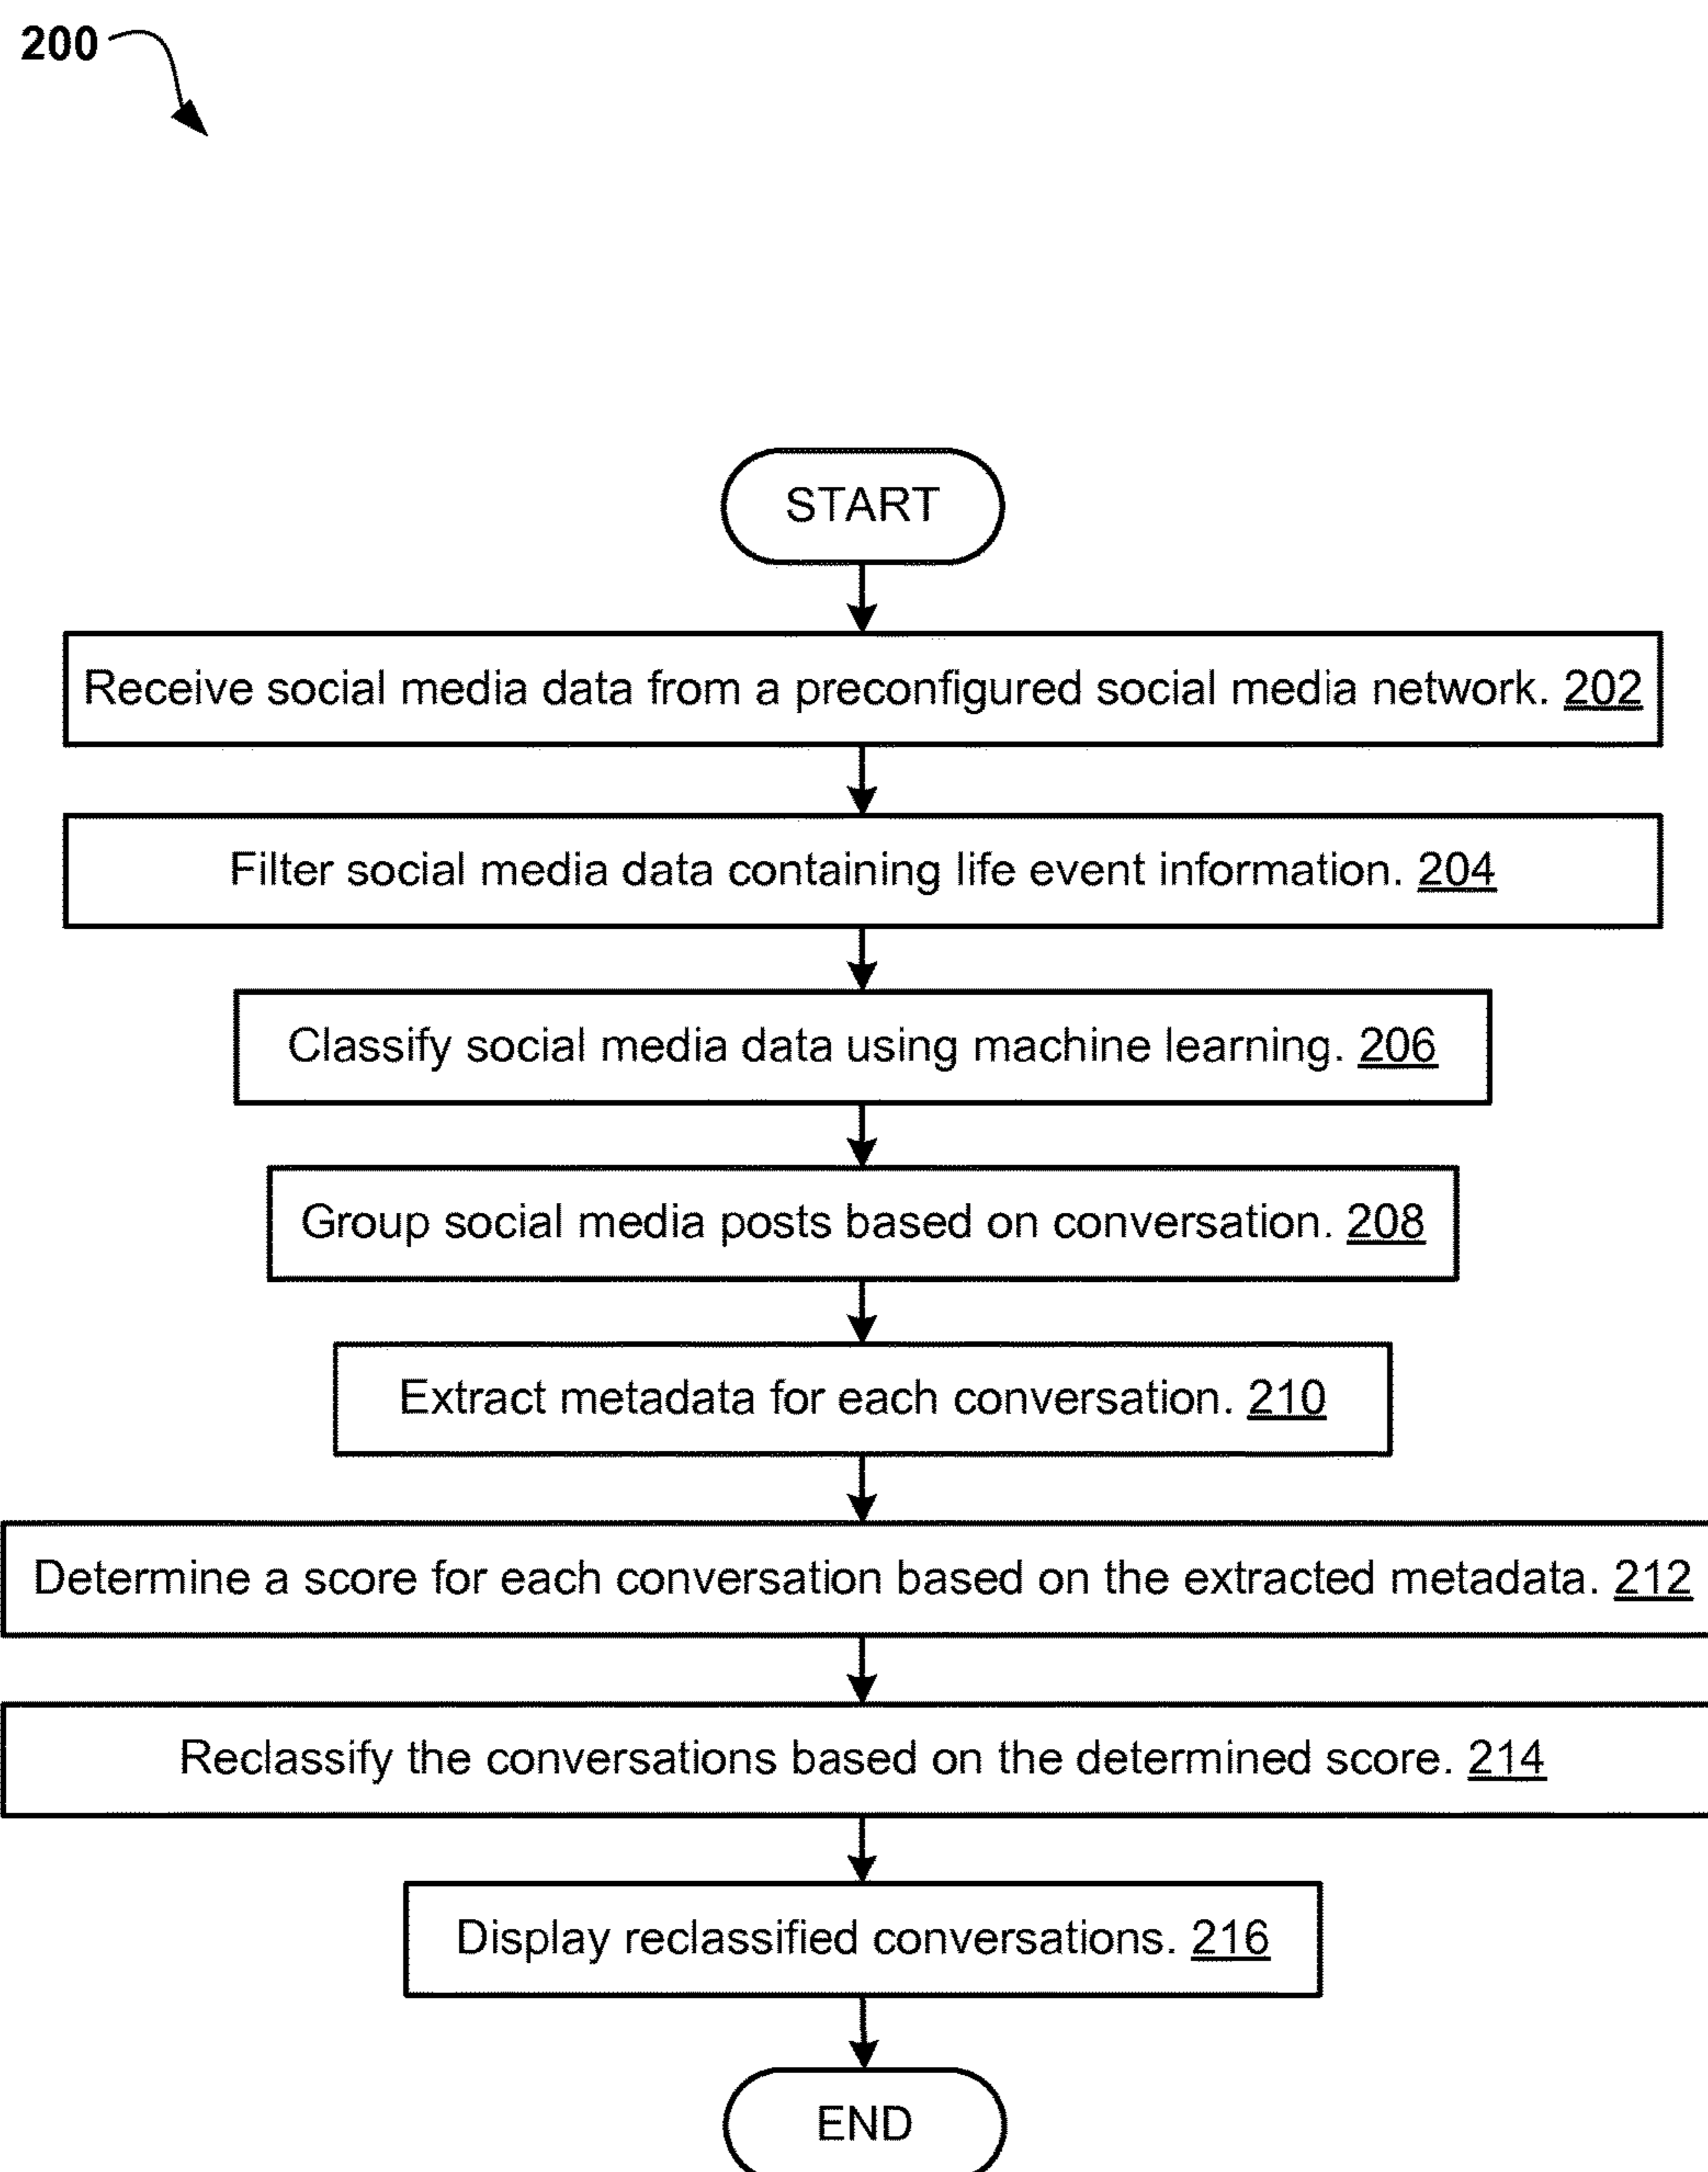 200
START
Receive social media data from a preconfigured social media network. 202
Filter social media data containing life event information. 204
Classify social media data using machine learning. 206
Group social media posts based on conversation. 208
Extract metadata for each conversation. 210
Determine a score for each conversation based on the extracted metadata. 212
Reclassify the conversations based on the determined score. 214
Display reclassified conversations. 216
END